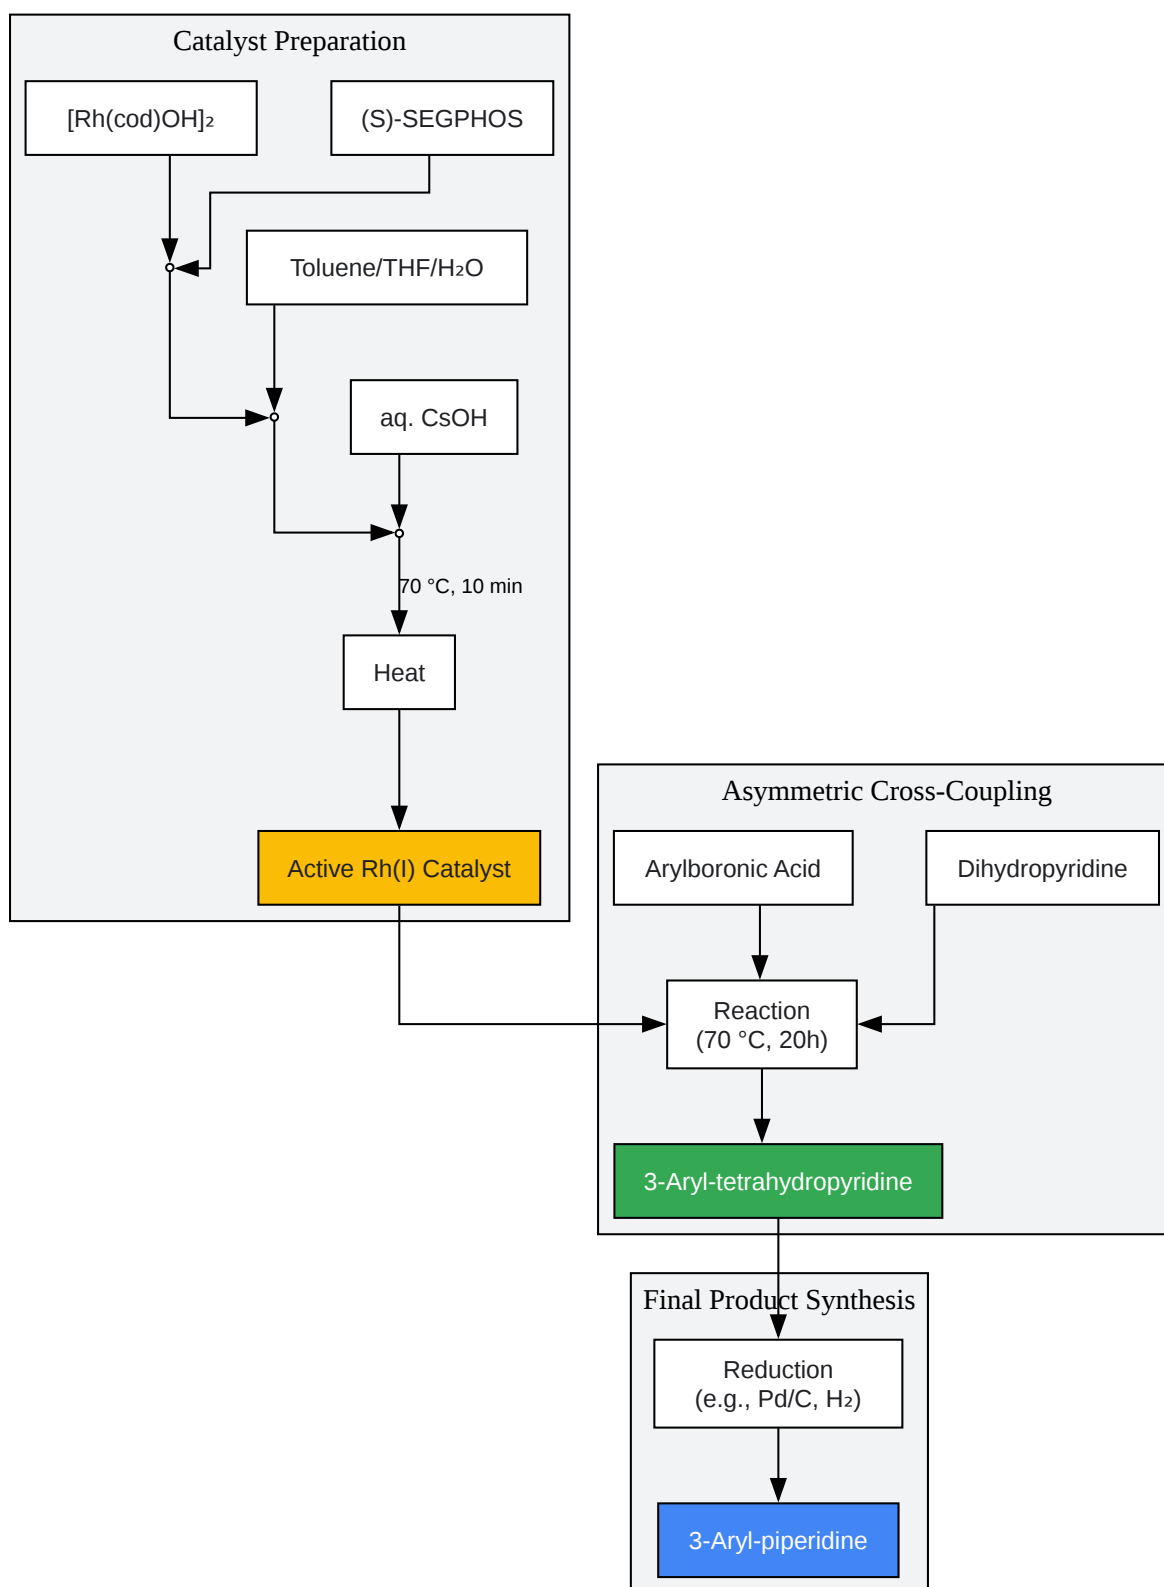 Catalyst Preparation
[Rh(cod)OH]₂
(S)-SEGPHOS
Toluene/THF/H₂O
aq. CsOH
70 °C, 10 min
Heat
Active Rh(I) Catalyst
Asymmetric Cross-Coupling
Arylboronic Acid
Dihydropyridine
Reaction
(70 °C, 20h)
3-Aryl-tetrahydropyridine
Final Product Synthesis
Reduction
(e.g., Pd/C, H₂)
3-Aryl-piperidine